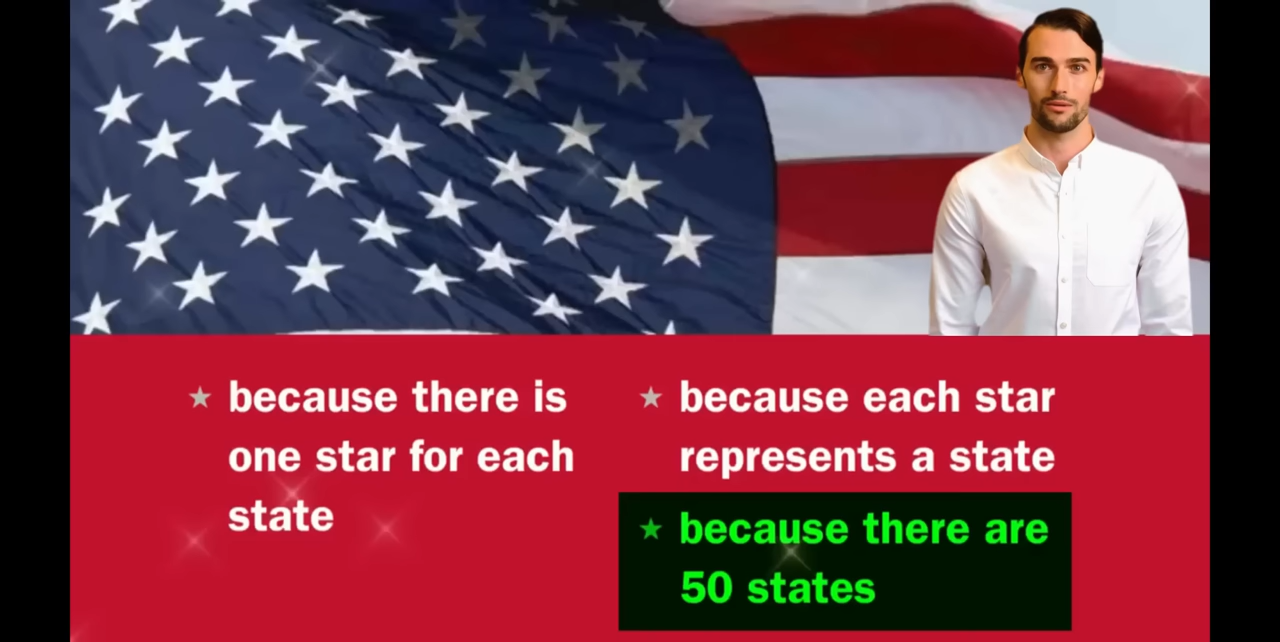 because there is
one star for each
state
because each star
represents a state
because there are
50 states